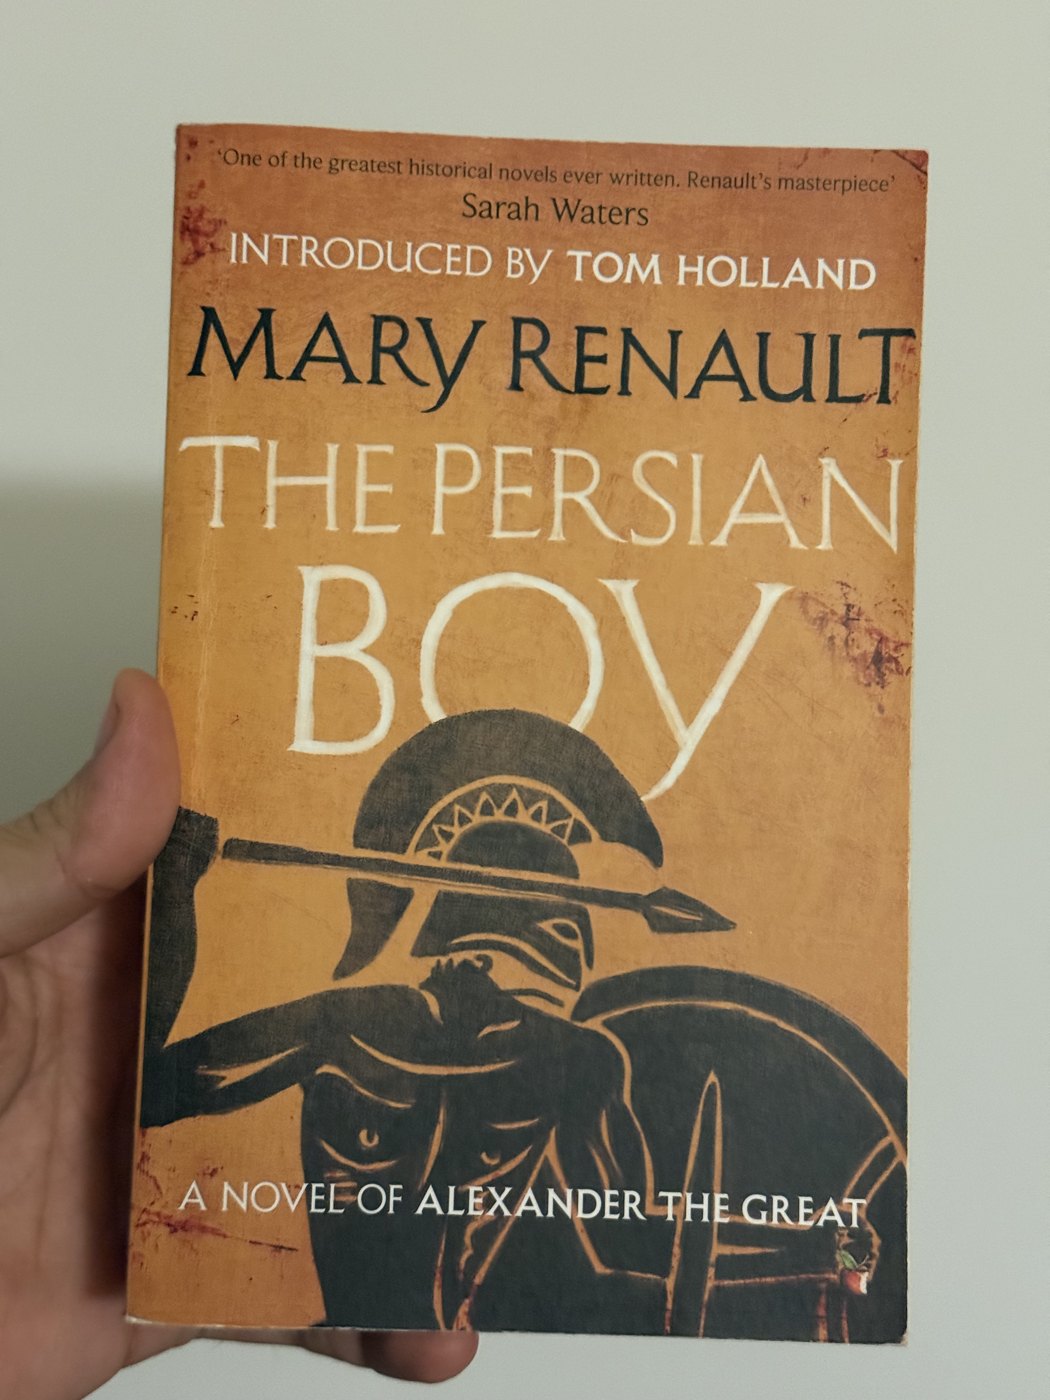 ‘One of the greatest historical novels ever written. Renault’s masterpiece’
Sarah Waters
INTRODUCED BY TOM HOLLAND
MARY RENAULT
THE PERSIAN
BOY
A NOVEL OF ALEXANDER THE GREAT